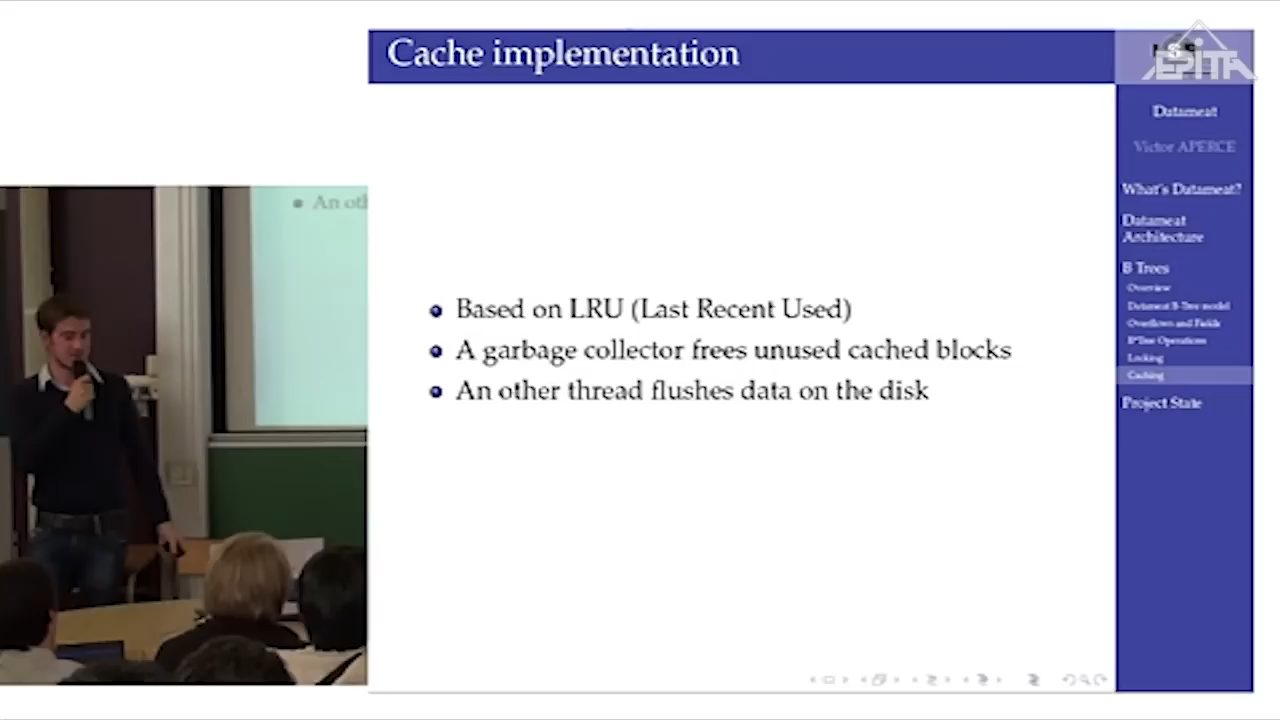 Cache implementation
EPITA
Datameat
Victor APERCE
What's Datameat?
Datameat
Architecture
B Trees
Overview
Datameat B-Tree model
Overflows and Fields
B*Tree Operations
Locking
Caching
Project State
• An oth
• Based on LRU (Last Recent Used)
• A garbage collector frees unused cached blocks
• An other thread flushes data on the disk